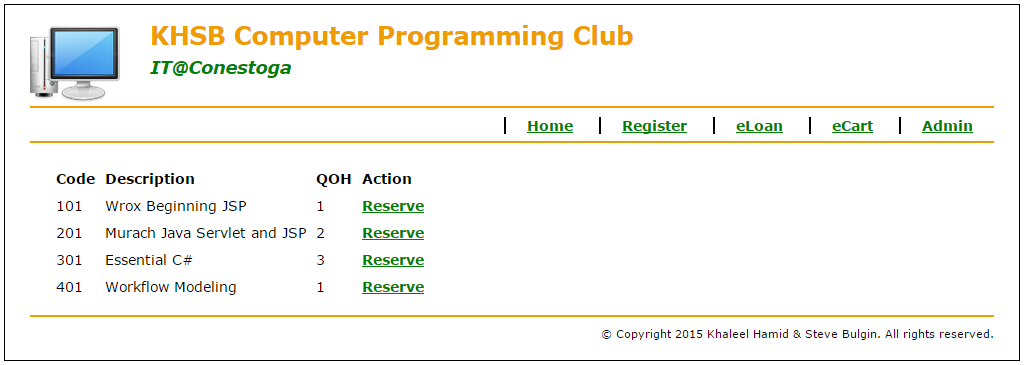 KHSB Computer Programming Club
IT@Conestoga
Home Register eLoan eCart Admin
Code Description QOH Action
101 Wrox Beginning JSP 1 Reserve
201 Murach Java Servlet and JSP 2 Reserve
301 Essential C# 3 Reserve
401 Workflow Modeling 1 Reserve
© Copyright 2015 Khaleel Hamid & Steve Bulgin. All rights reserved.